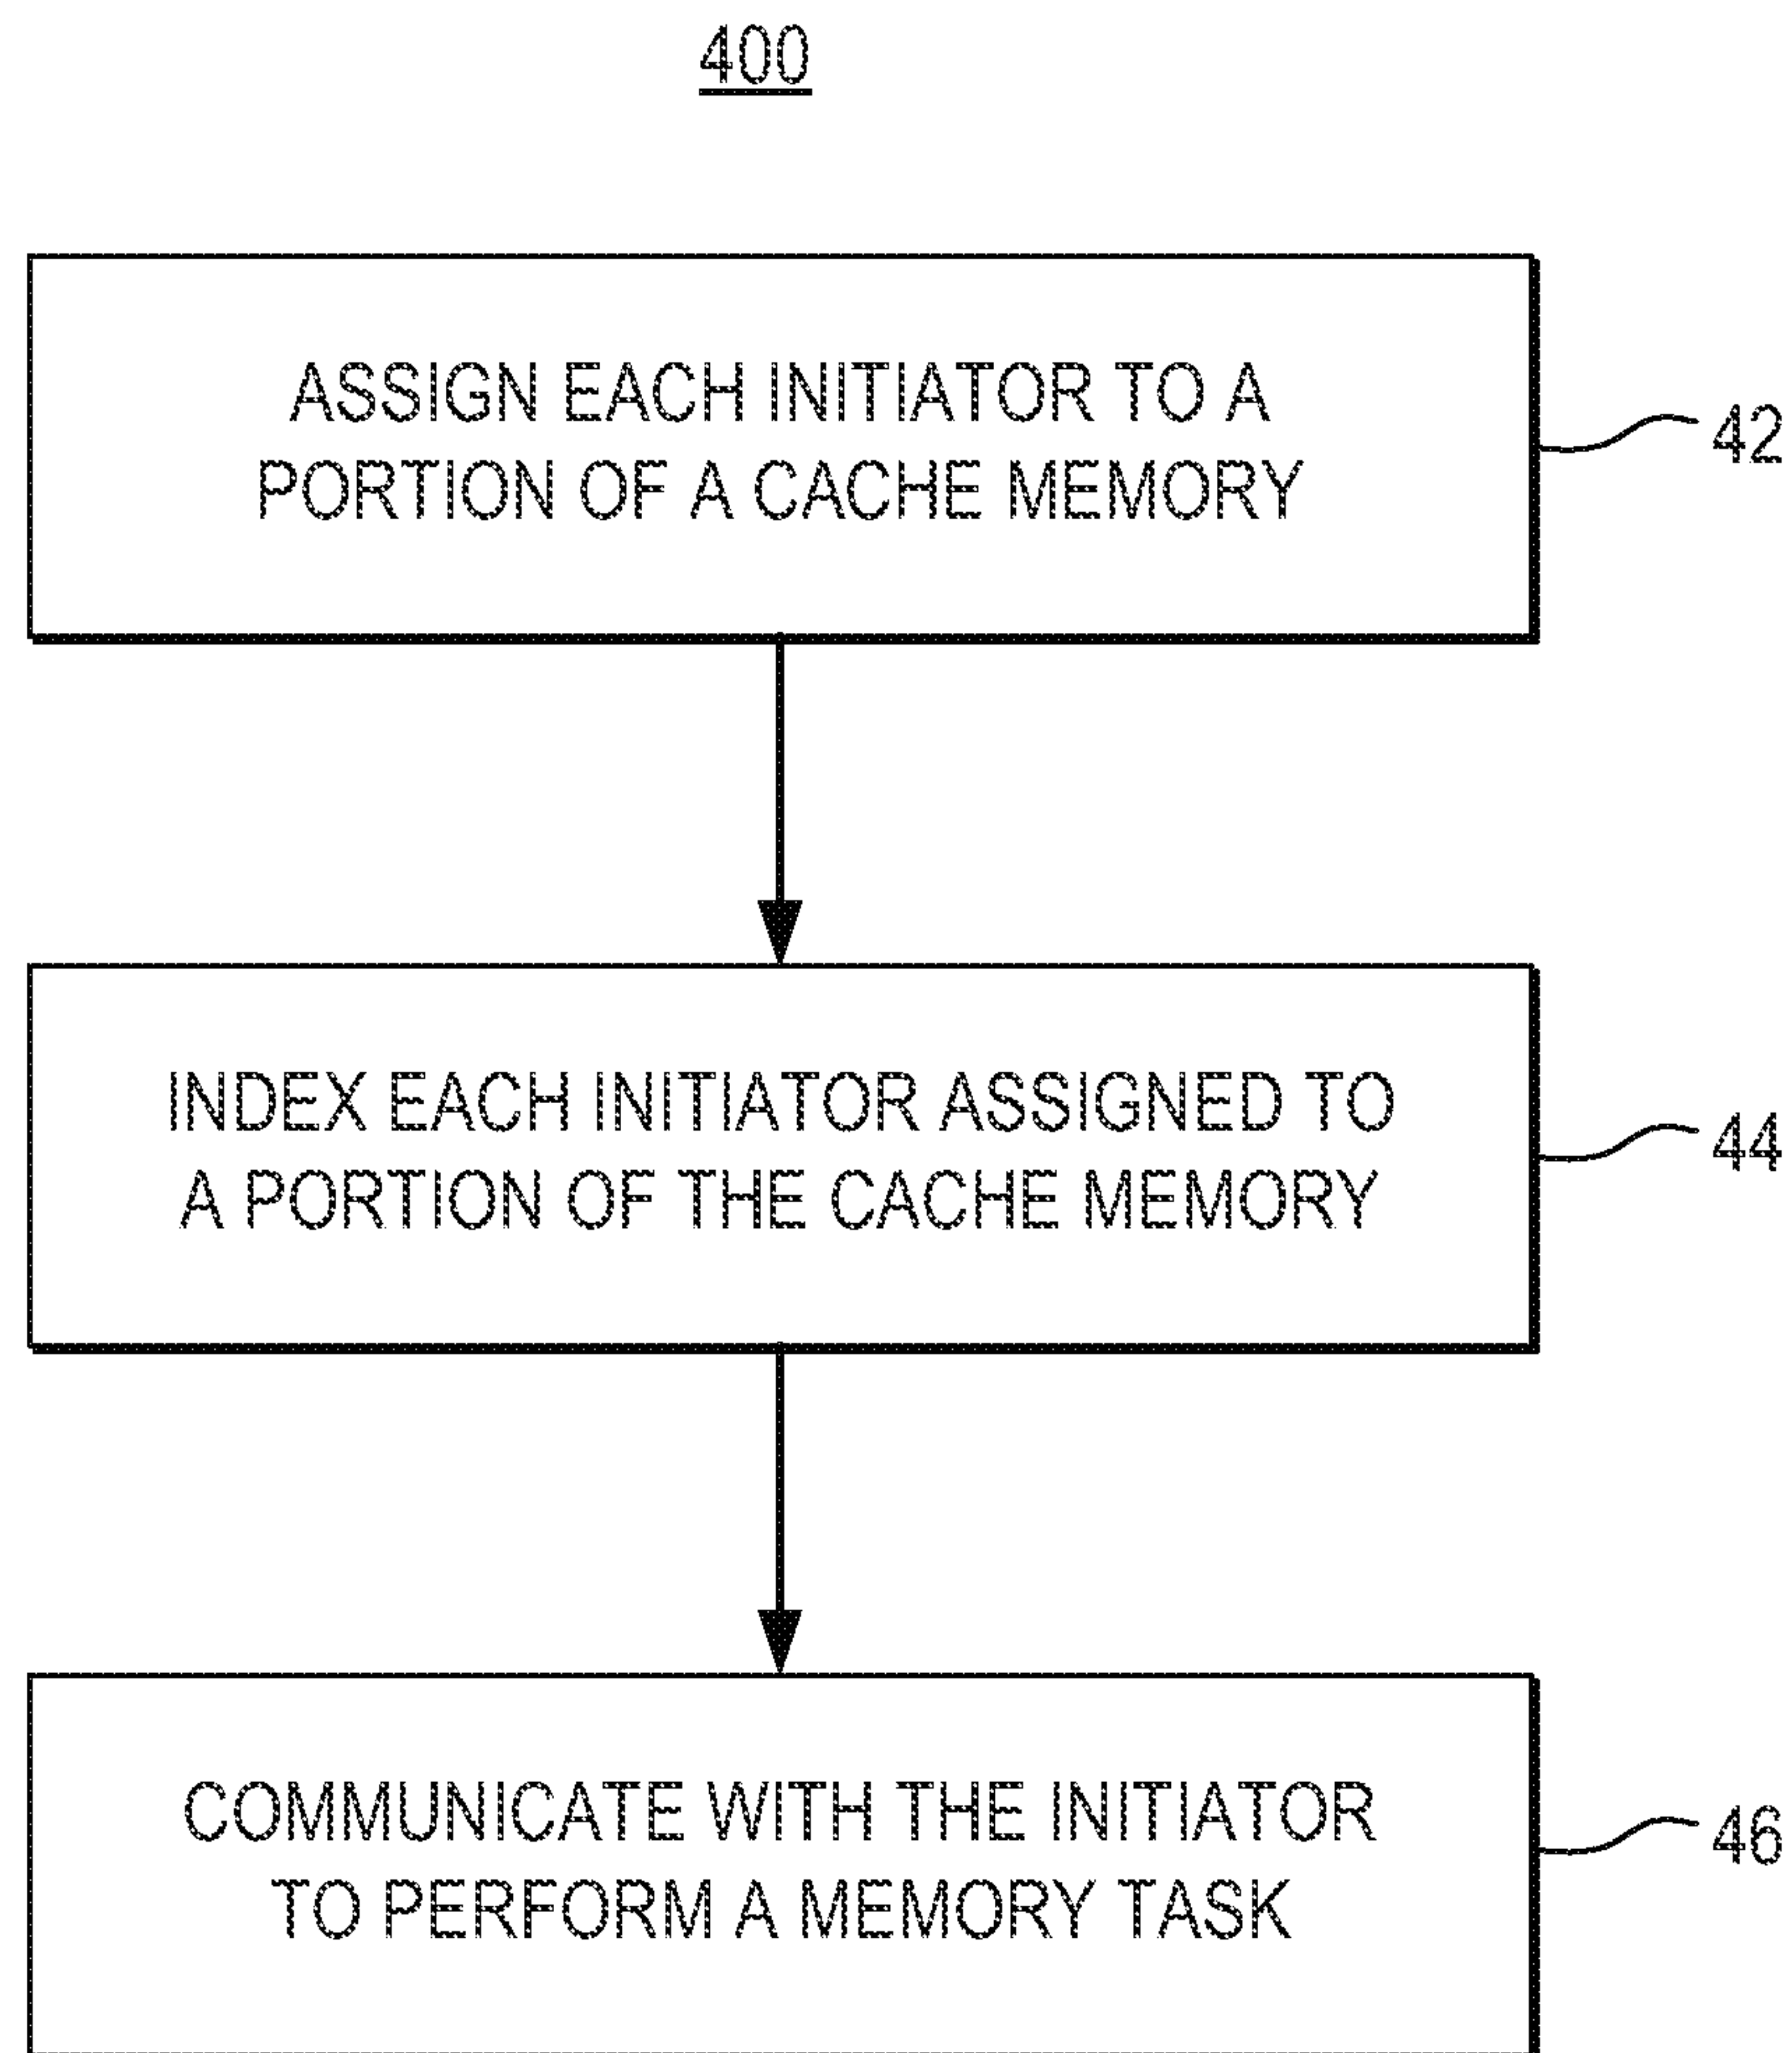 400
ASSIGN EACH INITIATOR TO A
PORTION OF A CACHE MEMORY
42
INDEX EACH INITIATOR ASSIGNED TO
A PORTION OF THE CACHE MEMORY
44
COMMUNICATE WITH THE INITIATOR
TO PERFORM A MEMORY TASK
46